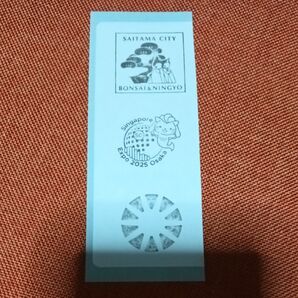 SAITAMA CITY
BONSAI & NINGYO
Singapore
Expo 2025 Osaka